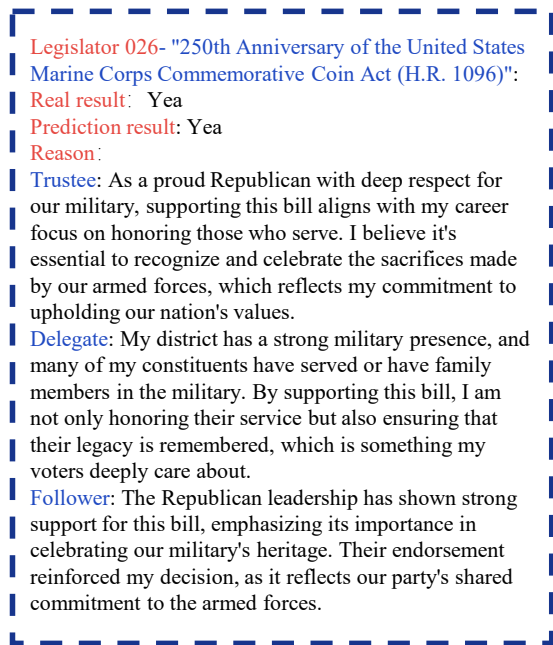 Legislator 026- "250th Anniversary of the United States
Marine Corps Commemorative Coin Act (H.R. 1096)":
Real result： Yea
Prediction result: Yea
Reason：
Trustee: As a proud Republican with deep respect for
our military, supporting this bill aligns with my career
focus on honoring those who serve. I believe it's
essential to recognize and celebrate the sacrifices made
by our armed forces, which reflects my commitment to
upholding our nation's values.
Delegate: My district has a strong military presence, and
many of my constituents have served or have family
members in the military. By supporting this bill, I am
not only honoring their service but also ensuring that
their legacy is remembered, which is something my
voters deeply care about.
Follower: The Republican leadership has shown strong
support for this bill, emphasizing its importance in
celebrating our military's heritage. Their endorsement
reinforced my decision, as it reflects our party's shared
commitment to the armed forces.